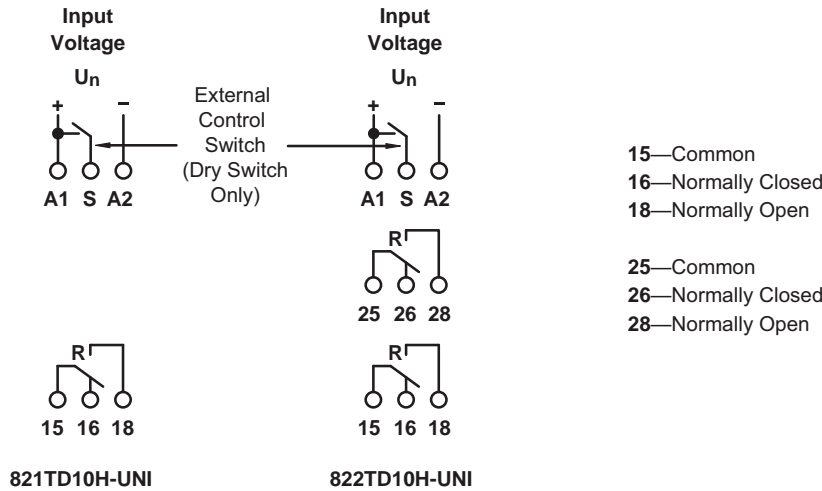 Input
Voltage
Un
+ –
A1 S A2
External
Control
Switch
(Dry Switch
Only)
Input
Voltage
Un
+ –
A1 S A2
R
25 26 28
R
15 16 18
821TD10H-UNI
R
15 16 18
822TD10H-UNI
15—Common
16—Normally Closed
18—Normally Open
25—Common
26—Normally Closed
28—Normally Open